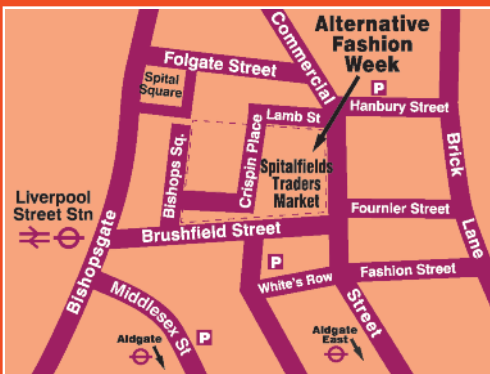 Alternative
Fashion
Week
Commercial
Folgate Street
Spital
Square
P
Hanbury Street
Lamb St
Bishops Sq.
Crispin Place
Spitalfields
Traders
Market
Brick
Liverpool
Street Stn
Fournier Street
Brushfield Street
Lane
Bishopsgate
P
Fashion Street
White's Row
Middlesex St
Street
P
Aldgate
Aldgate
East